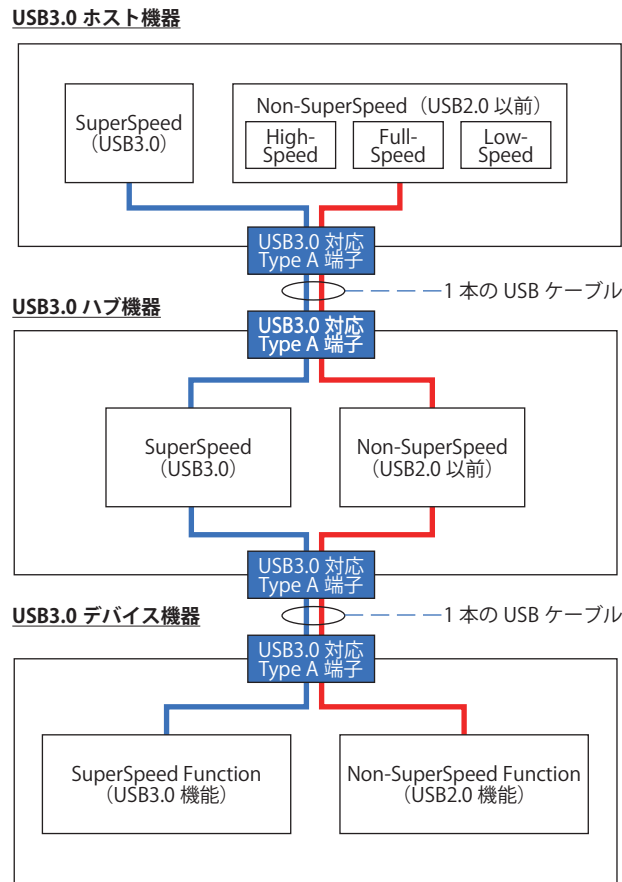 USB3.0 ホスト機器
SuperSpeed
（USB3.0）
Non-SuperSpeed（USB2.0 以前）
High-
Speed
Full-
Speed
Low-
Speed
USB3.0 対応
Type A 端子
1 本の USB ケーブル
USB3.0 ハブ機器
USB3.0 対応
Type A 端子
SuperSpeed
（USB3.0）
Non-SuperSpeed
（USB2.0 以前）
USB3.0 対応
Type A 端子
1 本の USB ケーブル
USB3.0 デバイス機器
USB3.0 対応
Type A 端子
SuperSpeed Function
（USB3.0 機能）
Non-SuperSpeed Function
（USB2.0 機能）